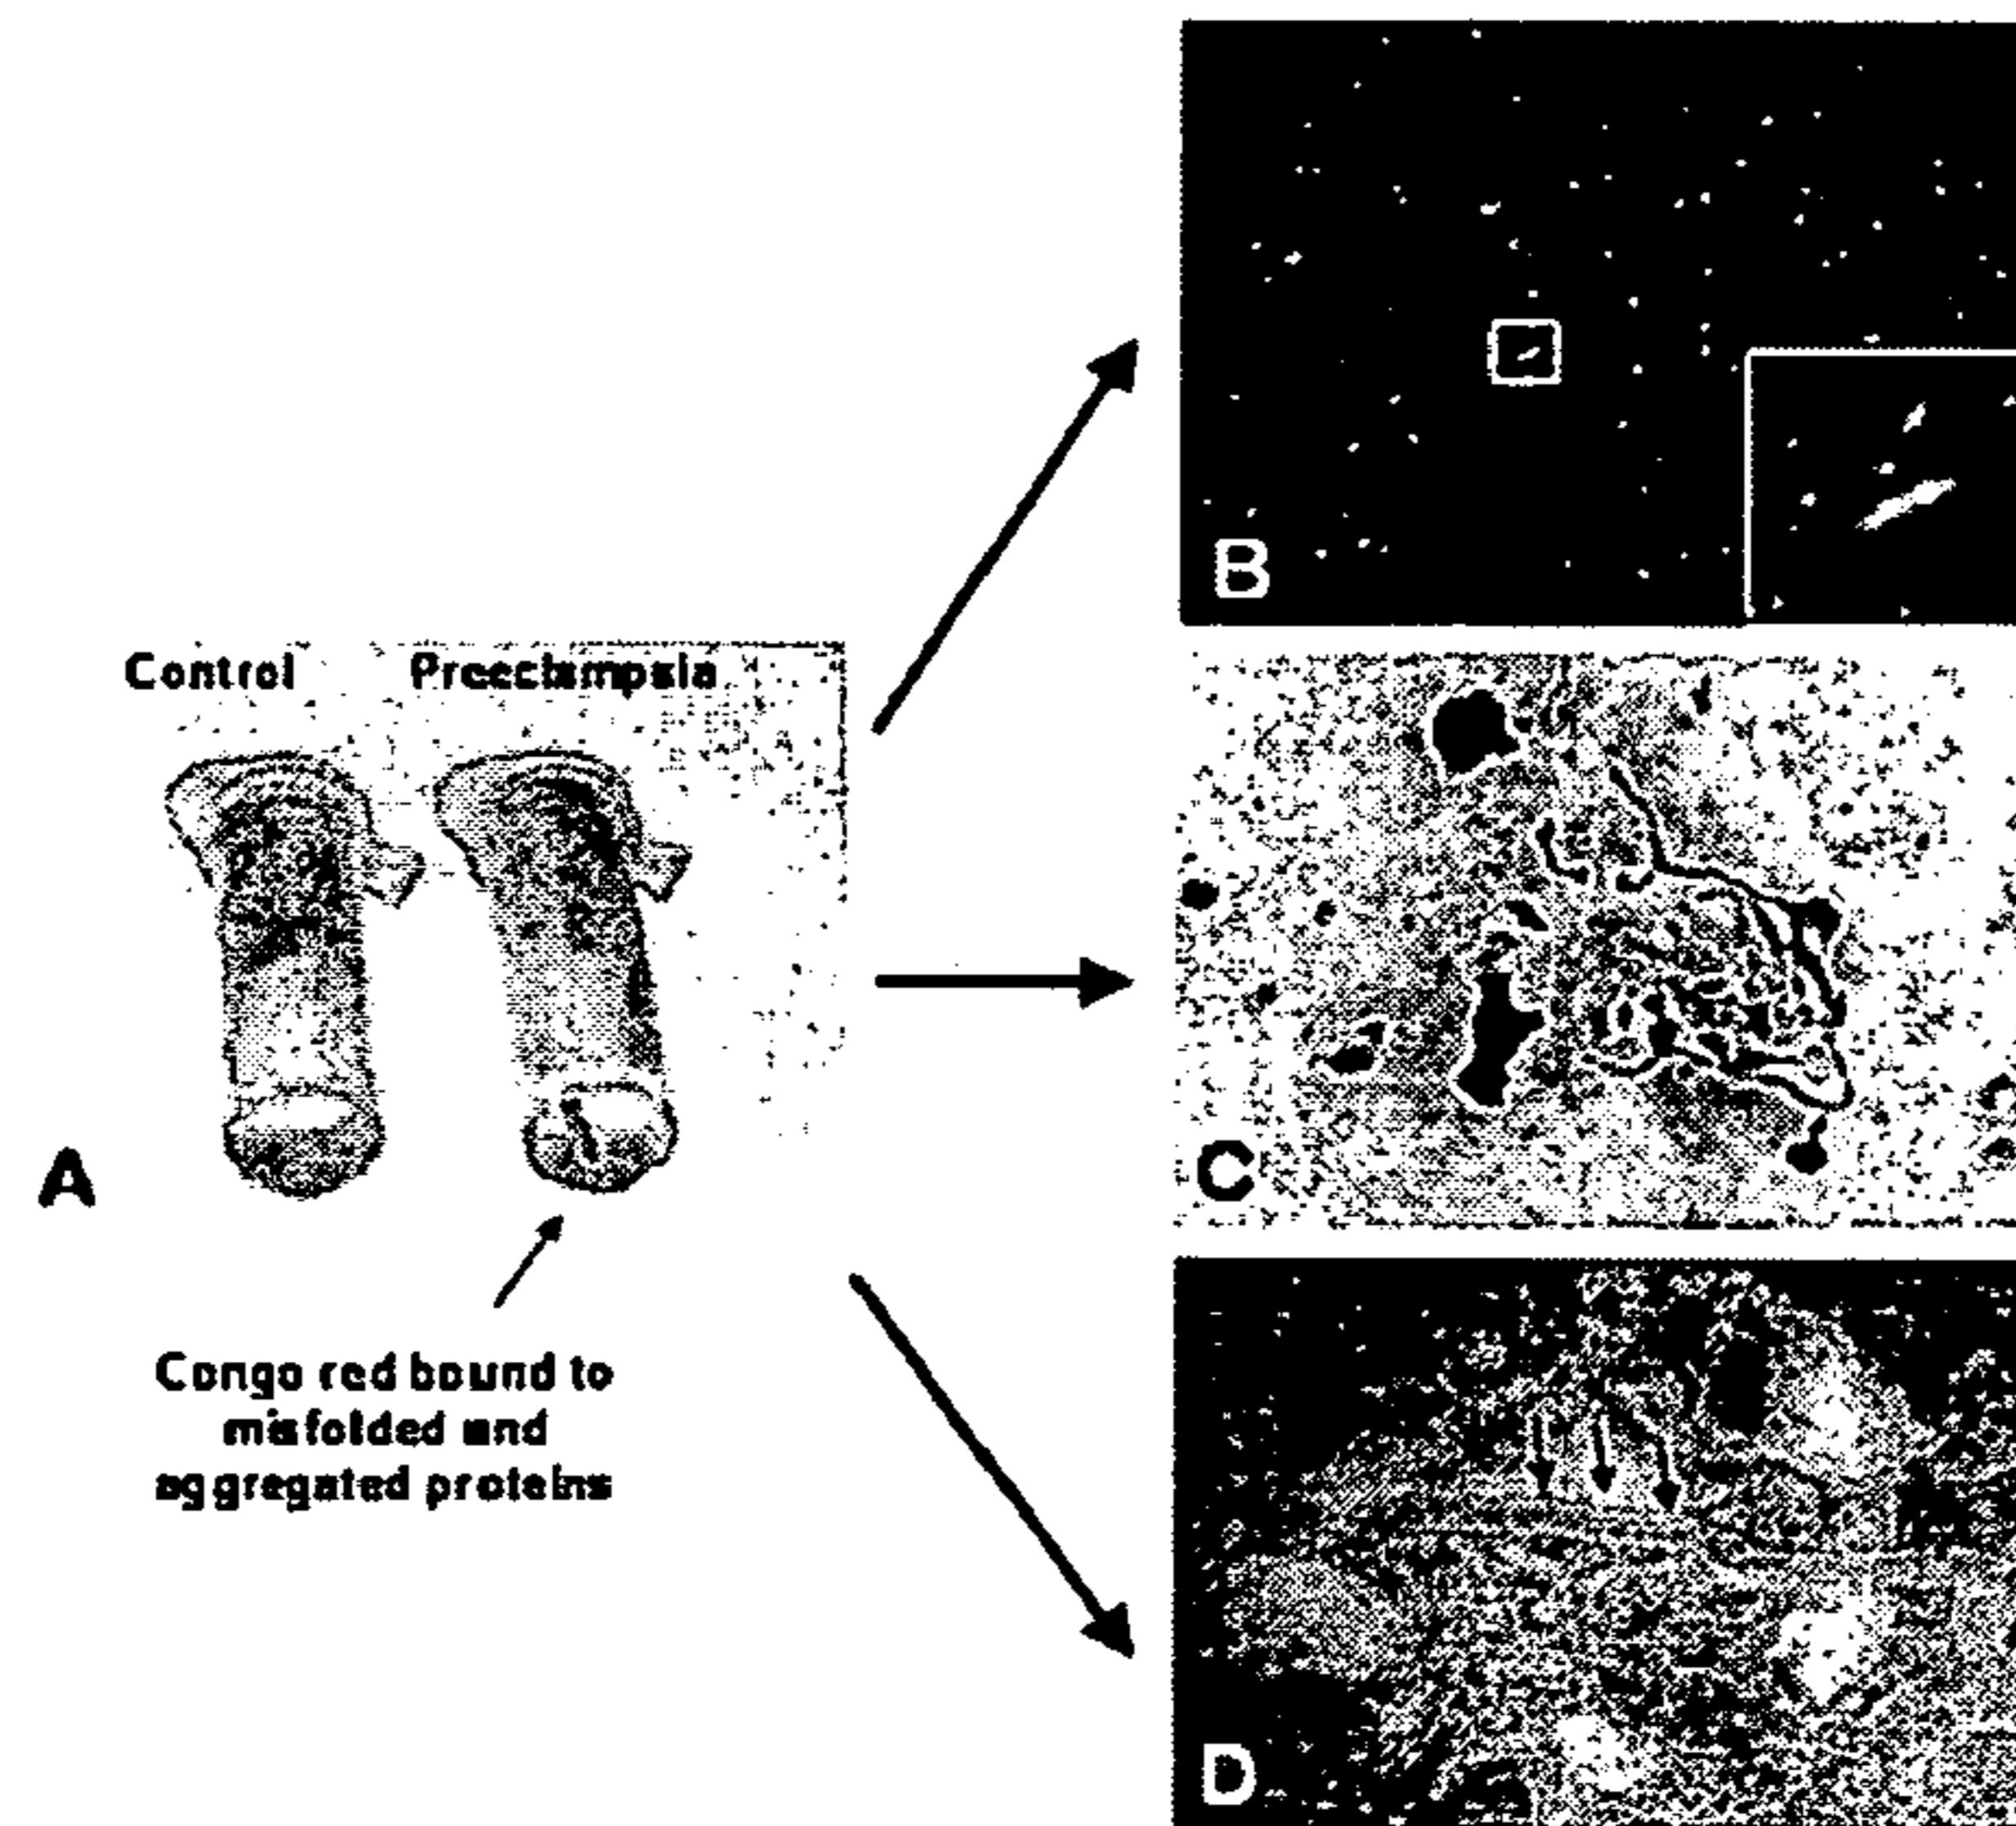 Control Preeclampsia
A
Congo red bound to
misfolded and
aggregated proteins
B
C
D